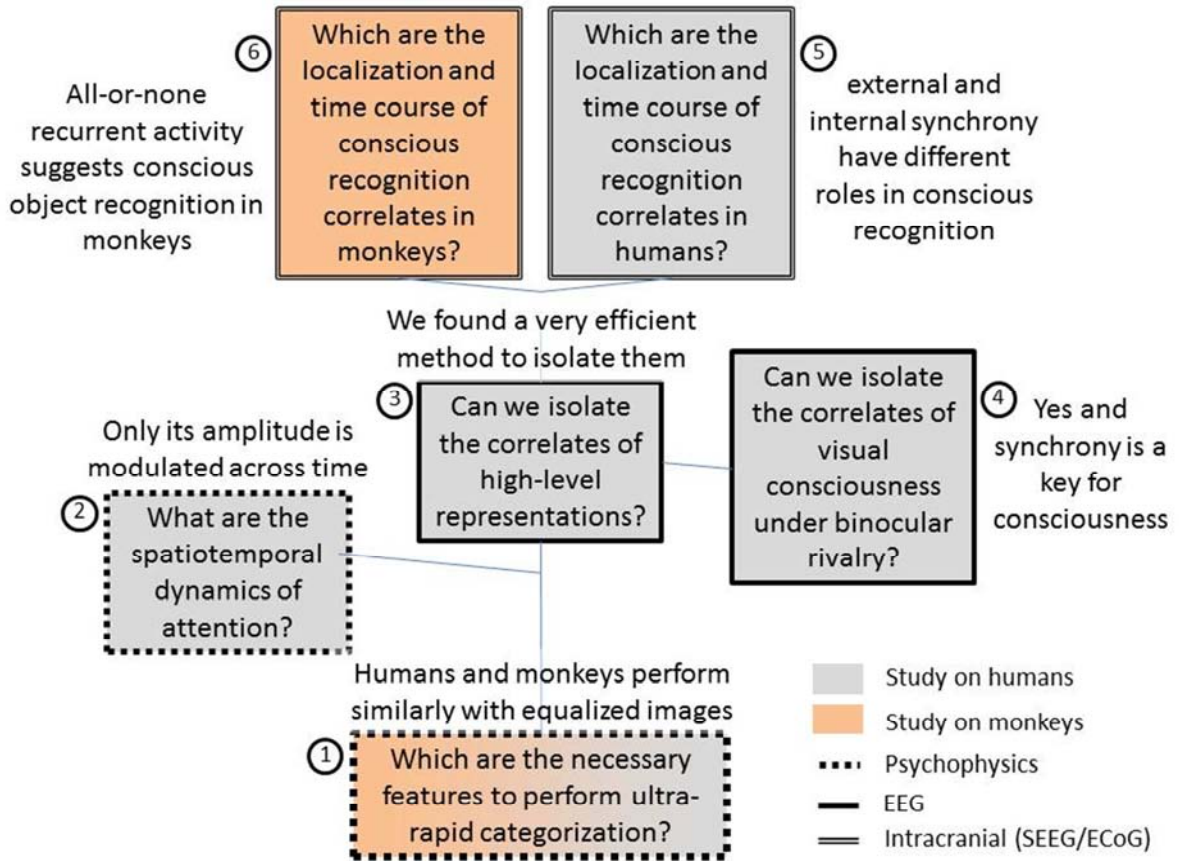 6
Which are the
localization and
time course of
conscious
recognition
correlates in
monkeys?
All-or-none
recurrent activity
suggests conscious
object recognition in
monkeys
Which are the
localization and
time course of
conscious
recognition
correlates in
humans?
5
external and
internal synchrony
have different
roles in conscious
recognition
We found a very efficient
method to isolate them
3
Can we isolate
the correlates of
high-level
representations?
Can we isolate
the correlates of
visual
consciousness
under binocular
rivalry?
4
Yes and
synchrony is a
key for
consciousness
Only its amplitude is
modulated across time
2
What are the
spatiotemporal
dynamics of
attention?
Humans and monkeys perform
similarly with equalized images
1
Which are the necessary
features to perform ultra-
rapid categorization?
Study on humans
Study on monkeys
Psychophysics
EEG
Intracranial (SEEG/ECoG)